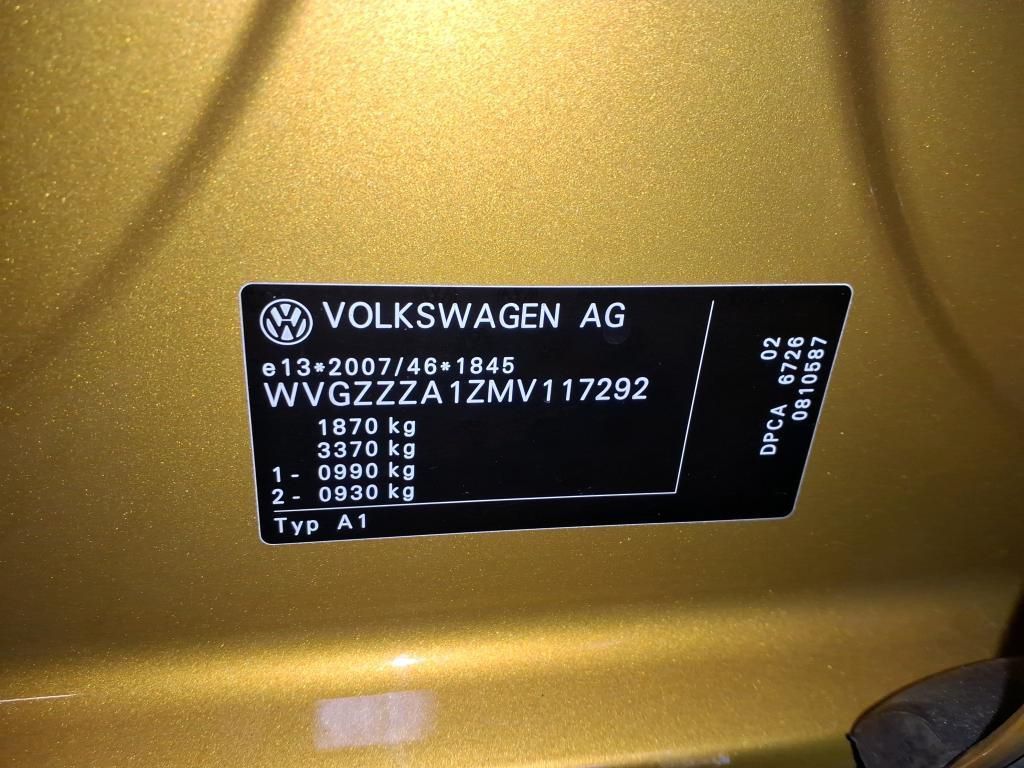 VOLKSWAGEN AG
e13*2007/46*1845
WVGZZZA1ZMV117292
1870 kg
3370 kg
1- 0990 kg
2- 0930 kg
Typ A1
DPCA 6726 02
0810587